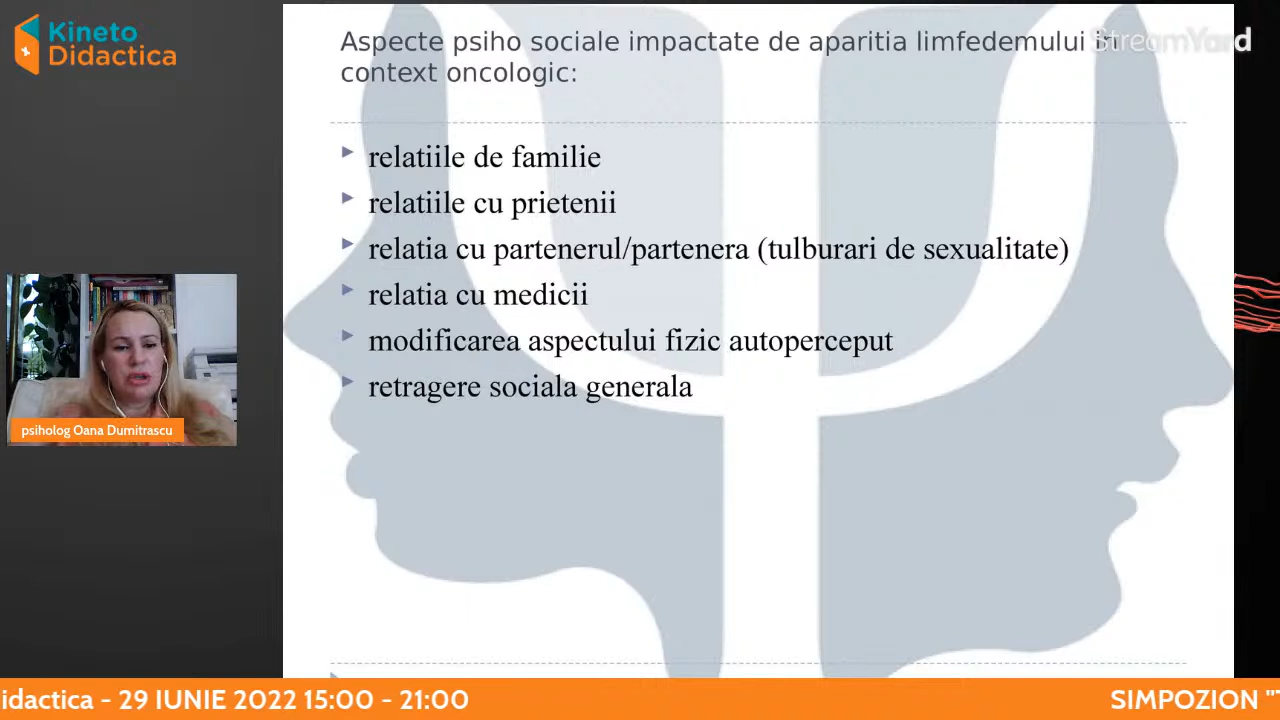 Kineto
Didactica
StreamYard
Aspecte psiho sociale impactate de aparitia limfedemului in
context oncologic:
relatiile de familie
relatiile cu prietenii
relatia cu partenerul/partenera (tulburari de sexualitate)
relatia cu medicii
modificarea aspectului fizic autoperceput
retragere sociala generala
psiholog Oana Dumitrascu
idactica - 29 IUNIE 2022 15:00 - 21:00
SIMPOZION "T